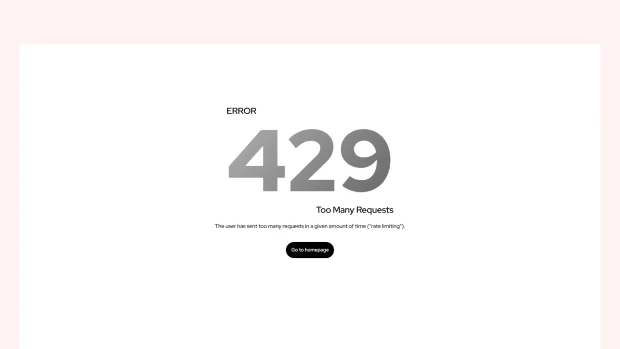 ERROR
429
Too Many Requests
The user has sent too many requests in a given amount of time ("rate limiting").
Go to homepage